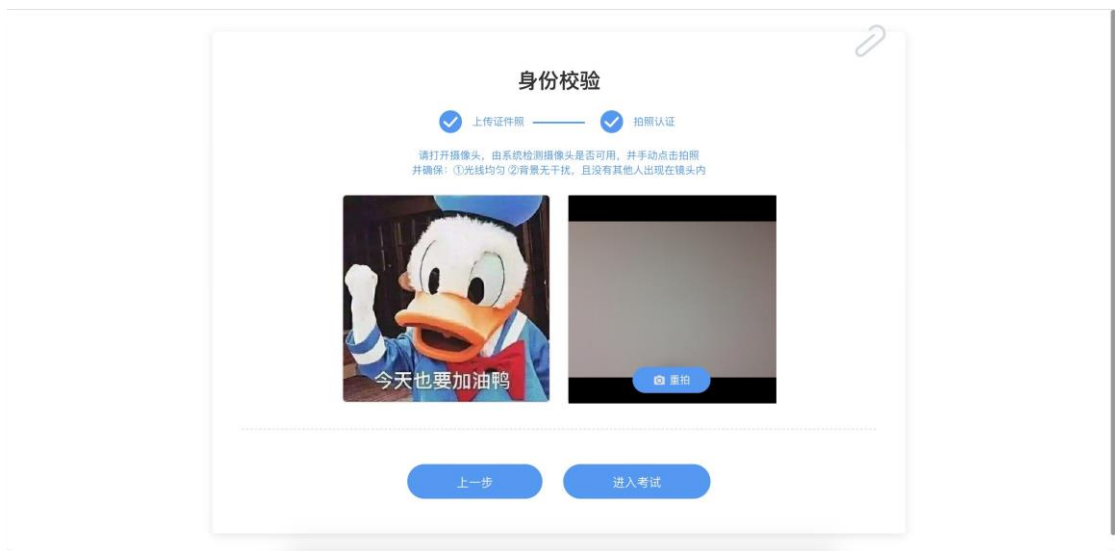 身份校验
上传证件照 拍照认证
请打开摄像头，由系统检测摄像头是否可用，并手动点击拍照
并确保：①光线均匀 ②背景无干扰，且没有其他人出现在镜头内
今天也要加油鸭
重拍
上一步 进入考试